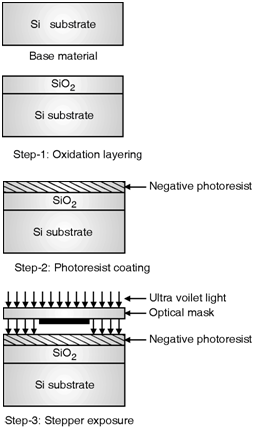 Si substrate
Base material
SiO2
Si substrate
Step-1: Oxidation layering
Negative photoresist
SiO2
Si substrate
Step-2: Photoresist coating
Ultra voilet light
Optical mask
Negative photoresist
SiO2
Si substrate
Step-3: Stepper exposure